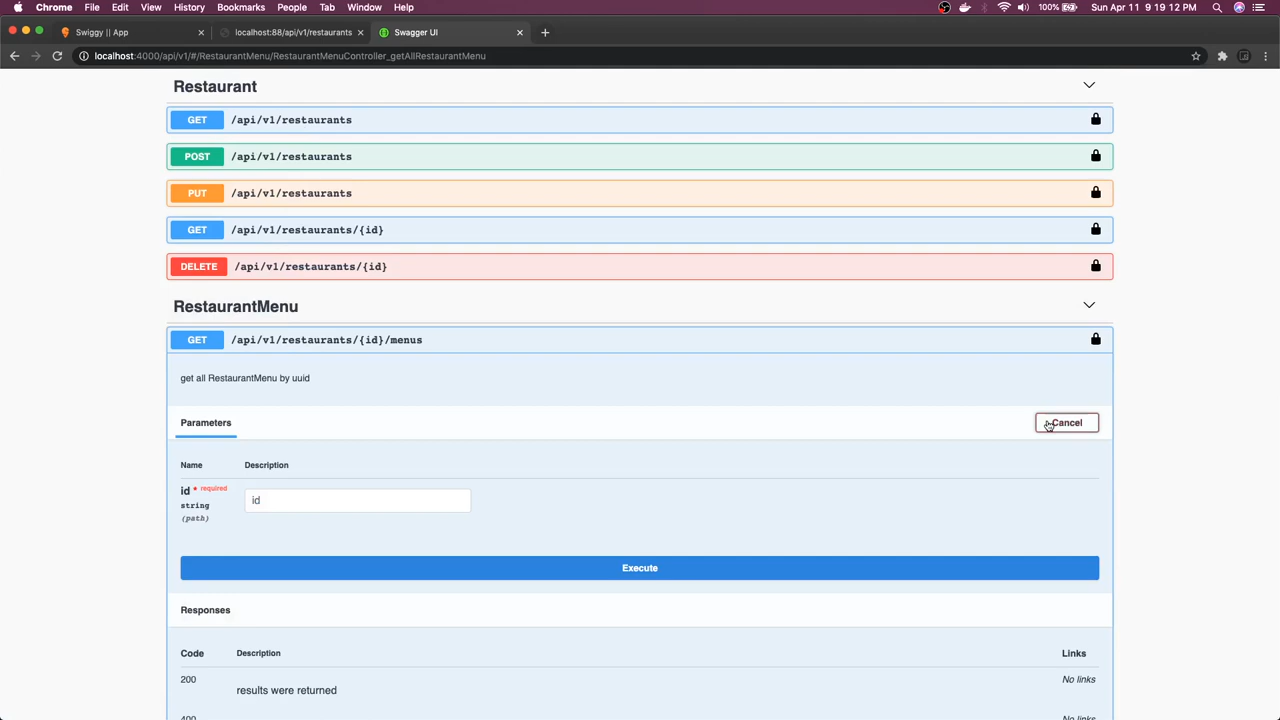 Chrome File Edit View History Bookmarks People Tab Window Help 100% Sun Apr 11 9:19:12 PM
Swiggy || App localhost:88/api/v1/restaurants Swagger UI
localhost:4000/api/v1/#/RestaurantMenu/RestaurantMenuController_getAllRestaurantMenu
Restaurant
GET /api/v1/restaurants
POST /api/v1/restaurants
PUT /api/v1/restaurants
GET /api/v1/restaurants/{id}
DELETE /api/v1/restaurants/{id}
RestaurantMenu
GET /api/v1/restaurants/{id}/menus
get all RestaurantMenu by uuid
Parameters Cancel
Name Description
id * required
string
(path)
id
Execute
Responses
Code Description Links
200 No links
results were returned
400 No links